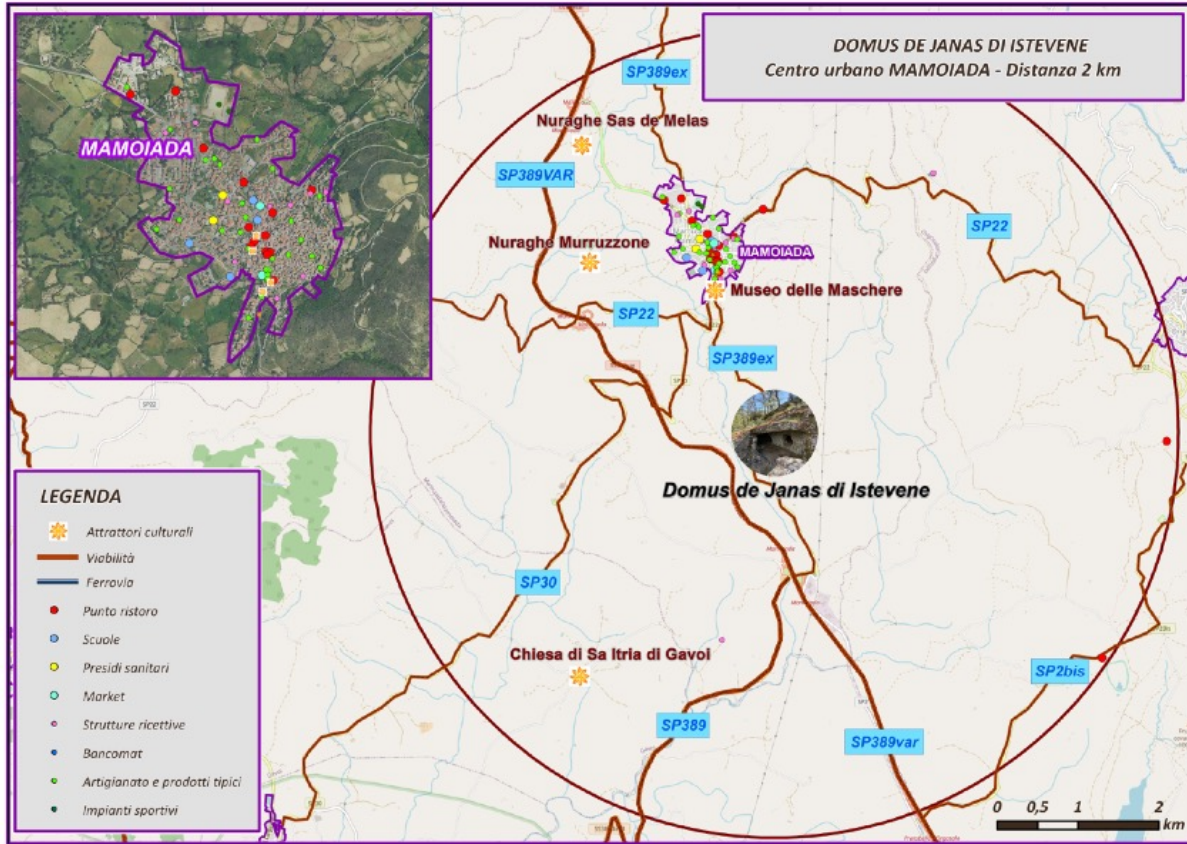 DOMUS DE JANAS DI ISTEVENE
Centro urbano MAMOIADA - Distanza 2 km
MAMOIADA
SP389ex
Nuraghe Sas de Melas
SP389VAR
SP22
Nuraghe Murruzzone
MAMOIADA
Museo delle Maschere
SP22
SP389ex
Domus de Janas di Istevene
SP30
Chiesa di Sa Itria di Gavoi
SP2bis
SP389
SP389var
LEGENDA
Attrattori culturali
Viabilità
Ferrovia
Punto ristoro
Scuole
Presidi sanitari
Market
Strutture ricettive
Bancomat
Artigianato e prodotti tipici
Impianti sportivi
0 0,5 1 2
km